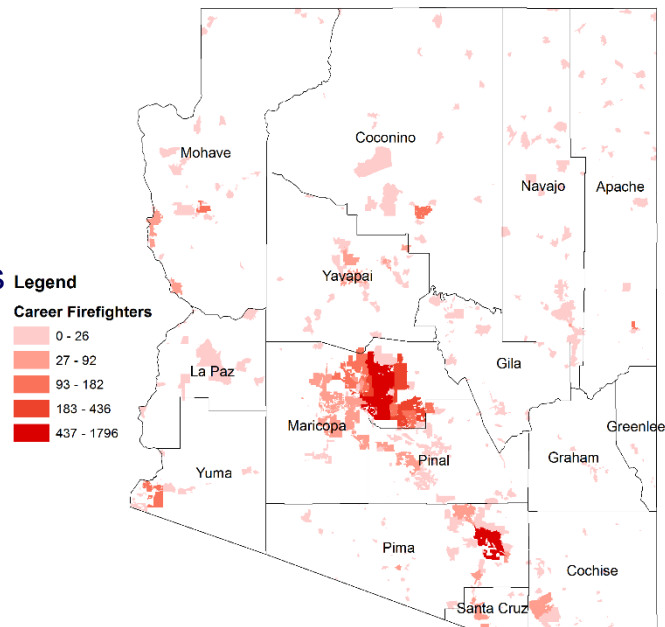 Coconino
Mohave
Navajo
Apache
Yavapai
s
Legend
Career Firefighters
0 - 26
27 - 92
93 - 182
183 - 436
437 - 1796
La Paz
Gila
Maricopa
Greenlee
Graham
Pinal
Yuma
Pima
Cochise
Santa Cruz